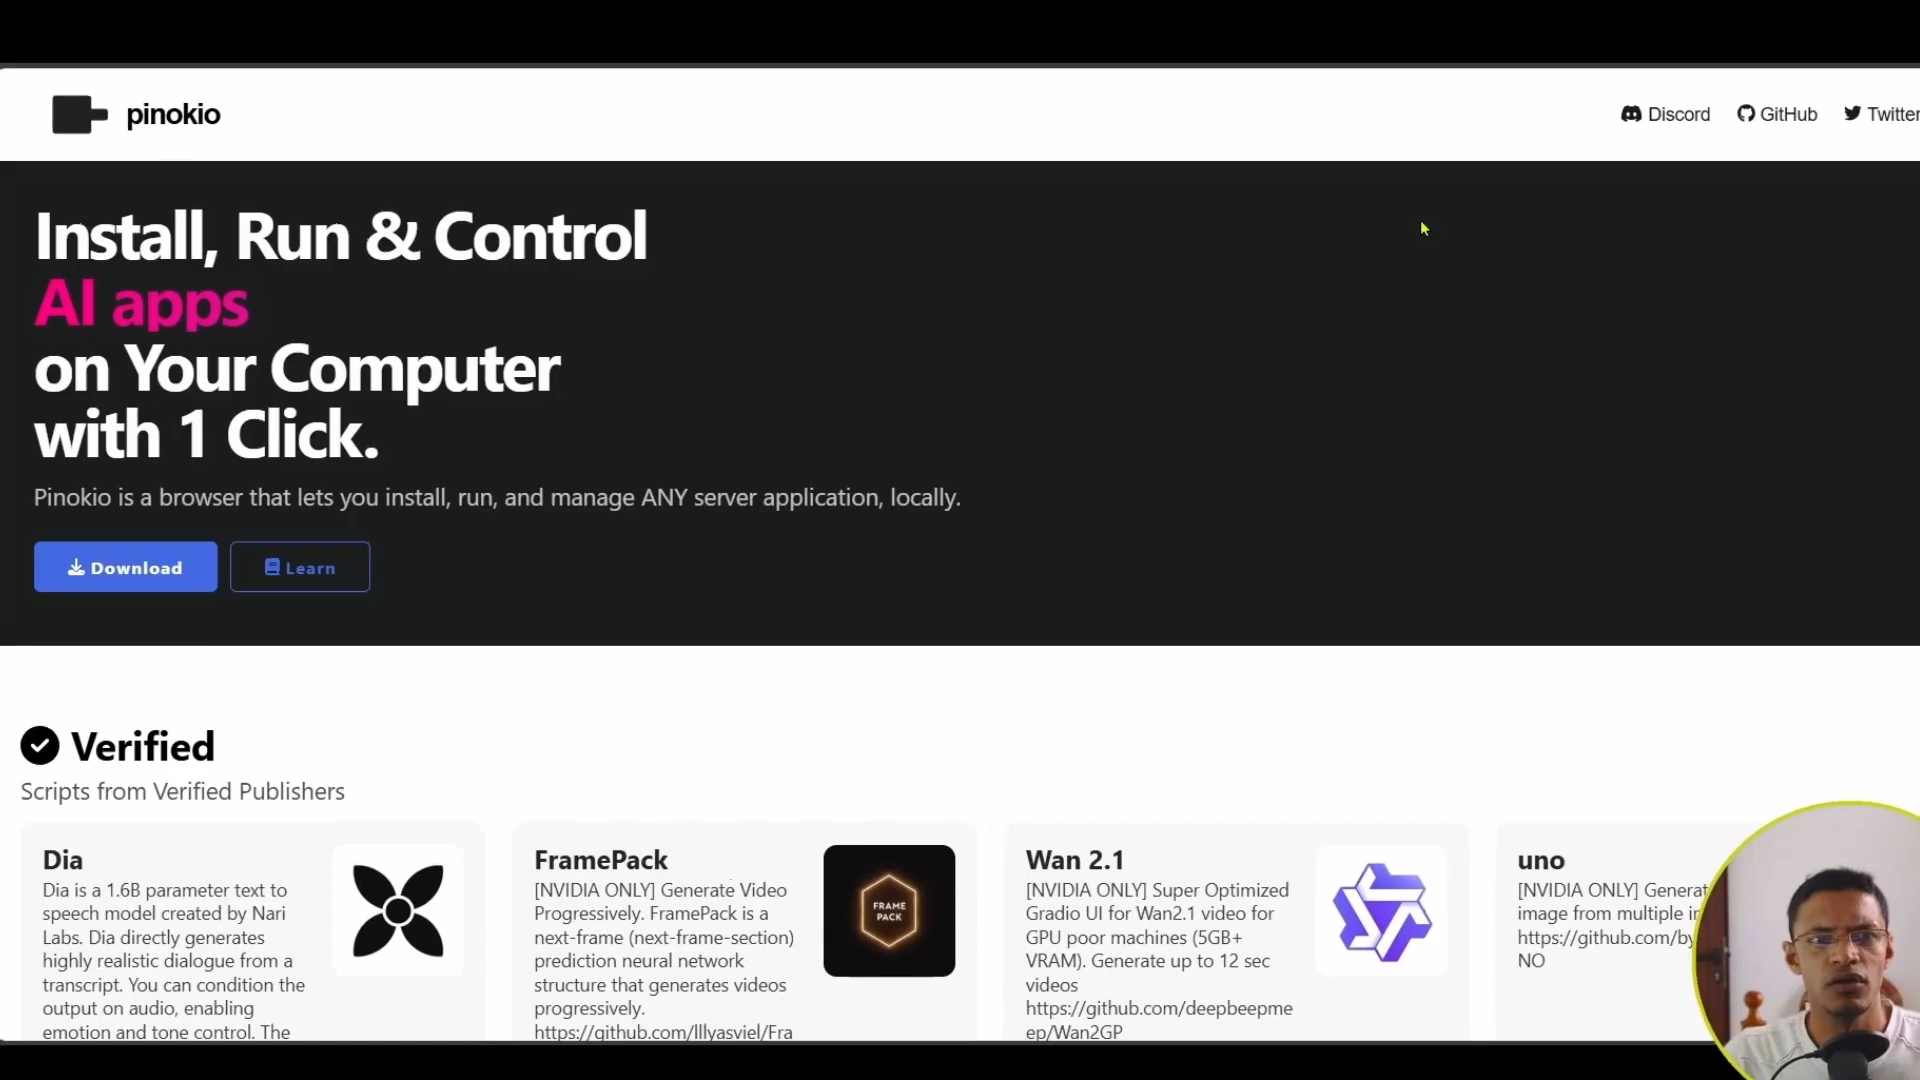 pinokio
Discord
GitHub
Twitter
Install, Run & Control
AI apps
on Your Computer
with 1 Click.
Pinokio is a browser that lets you install, run, and manage ANY server application, locally.
Download
Learn
Verified
Scripts from Verified Publishers
Dia
Dia is a 1.6B parameter text to
speech model created by Nari
Labs. Dia directly generates
highly realistic dialogue from a
transcript. You can condition the
output on audio, enabling
emotion and tone control. The
FramePack
[NVIDIA ONLY] Generate Video
Progressively. FramePack is a
next-frame (next-frame-section)
prediction neural network
structure that generates videos
progressively.
https://github.com/lllyasviel/Fra
FRAME
PACK
Wan 2.1
[NVIDIA ONLY] Super Optimized
Gradio UI for Wan2.1 video for
GPU poor machines (5GB+
VRAM). Generate up to 12 sec
videos
https://github.com/deepbeepme
ep/Wan2GP
uno
[NVIDIA ONLY] Generat
image from multiple
https://github.com/by
NO